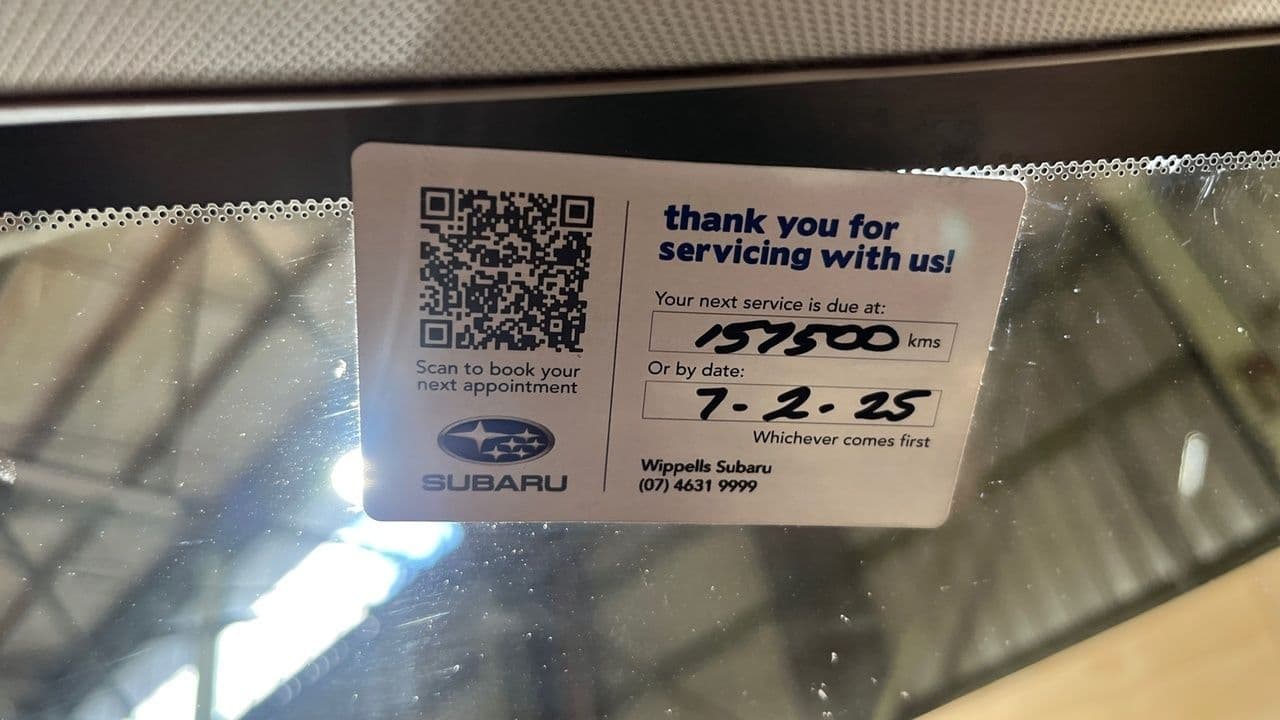 Scan to book your
next appointment
SUBARU
thank you for
servicing with us!
Your next service is due at:
157500 kms
Or by date:
7-2-25
Whichever comes first
Wippells Subaru
(07) 4631 9999